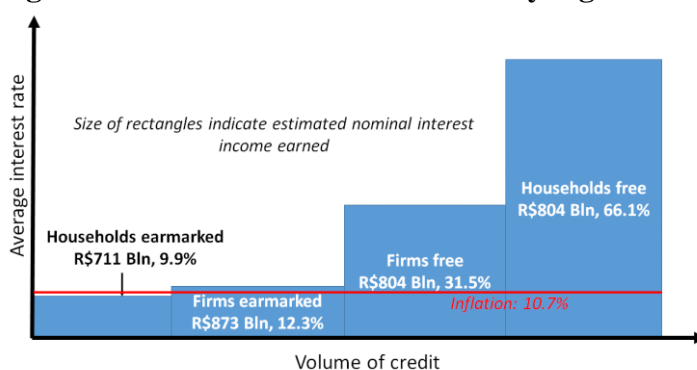 Average interest rate
Size of rectangles indicate estimated nominal interest
income earned
Households free
R$804 Bln, 66.1%
Households earmarked
R$711 Bln, 9.9%
Firms free
R$804 Bln, 31.5%
Firms earmarked
R$873 Bln, 12.3%
Inflation: 10.7%
Volume of credit